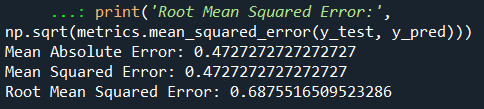 ...: print('Root Mean Squared Error:',
np.sqrt(metrics.mean_squared_error(y_test, y_pred)))
Mean Absolute Error: 0.4727272727272727
Mean Squared Error: 0.4727272727272727
Root Mean Squared Error: 0.6875516509523286